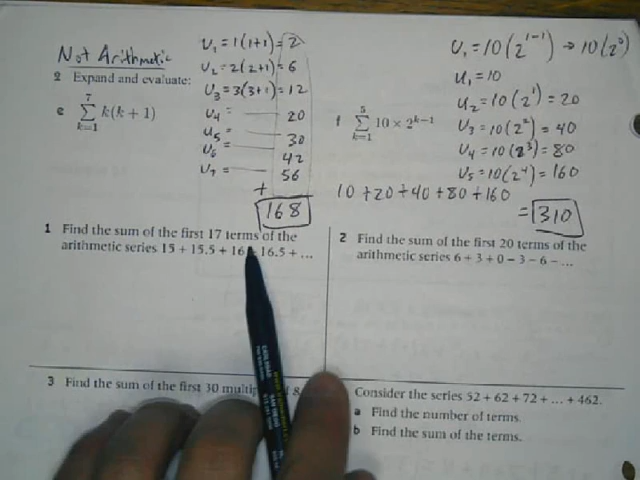 Not Arithmetic
2 Expand and evaluate:
e 7 ∑ k=1 k(k + 1)
U₁ = 1(1+1) = 2
U₂ = 2(2+1) = 6
U₃ = 3(3+1) = 12
U₄ = 20
U₅ = 30
U₆ = 42
U₇ = 56
+
168
f 5 ∑ k=1 10 × 2^(k−1)
U₁ = 10(2^(1-1)) → 10(2⁰)
U₁ = 10
U₂ = 10(2¹) = 20
U₃ = 10(2²) = 40
U₄ = 10(2³) = 80
U₅ = 10(2⁴) = 160
10 + 20 + 40 + 80 + 160
= 310
1 Find the sum of the first 17 terms of the
arithmetic series 15 + 15.5 + 16 + 16.5 + ...
2 Find the sum of the first 20 terms of the
arithmetic series 6 + 3 + 0 − 3 − 6 − ...
3 Find the sum of the first 30 of 8
Consider the series 52 + 62 + 72 + ... + 462.
a Find the number of terms.
b Find the sum of the terms.